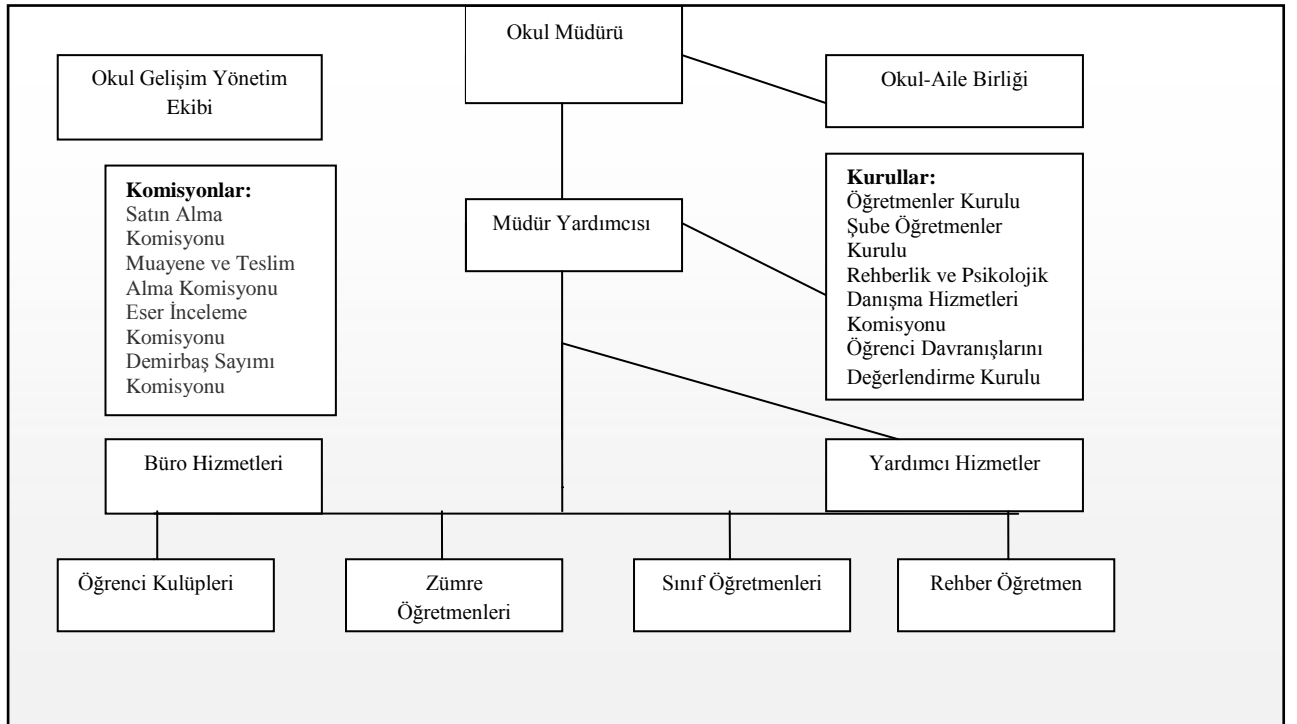 Okul Müdürü
Okul Gelişim Yönetim
Ekibi
Okul-Aile Birliği
Komisyonlar:
Satın Alma
Komisyonu
Muayene ve Teslim
Alma Komisyonu
Eser İnceleme
Komisyonu
Demirbaş Sayımı
Komisyonu
Müdür Yardımcısı
Kurullar:
Öğretmenler Kurulu
Şube Öğretmenler
Kurulu
Rehberlik ve Psikolojik
Danışma Hizmetleri
Komisyonu
Öğrenci Davranışlarını
Değerlendirme Kurulu
Büro Hizmetleri
Yardımcı Hizmetler
Öğrenci Kulüpleri
Zümre
Öğretmenleri
Sınıf Öğretmenleri
Rehber Öğretmen